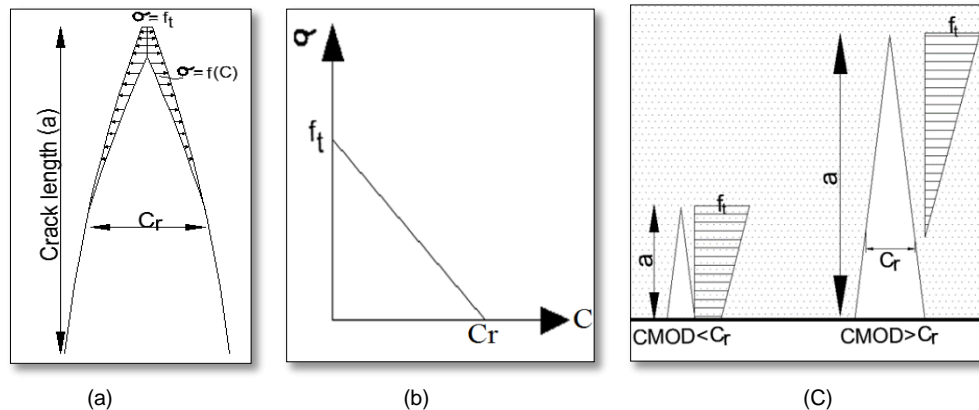 σ= fₜ
σ= f(C)
Crack length (a)
Cᵣ
(a)
σ
fₜ
Cr
C
(b)
fₜ
a
fₜ
a
Cᵣ
CMOD<Cᵣ
CMOD>Cᵣ
(C)